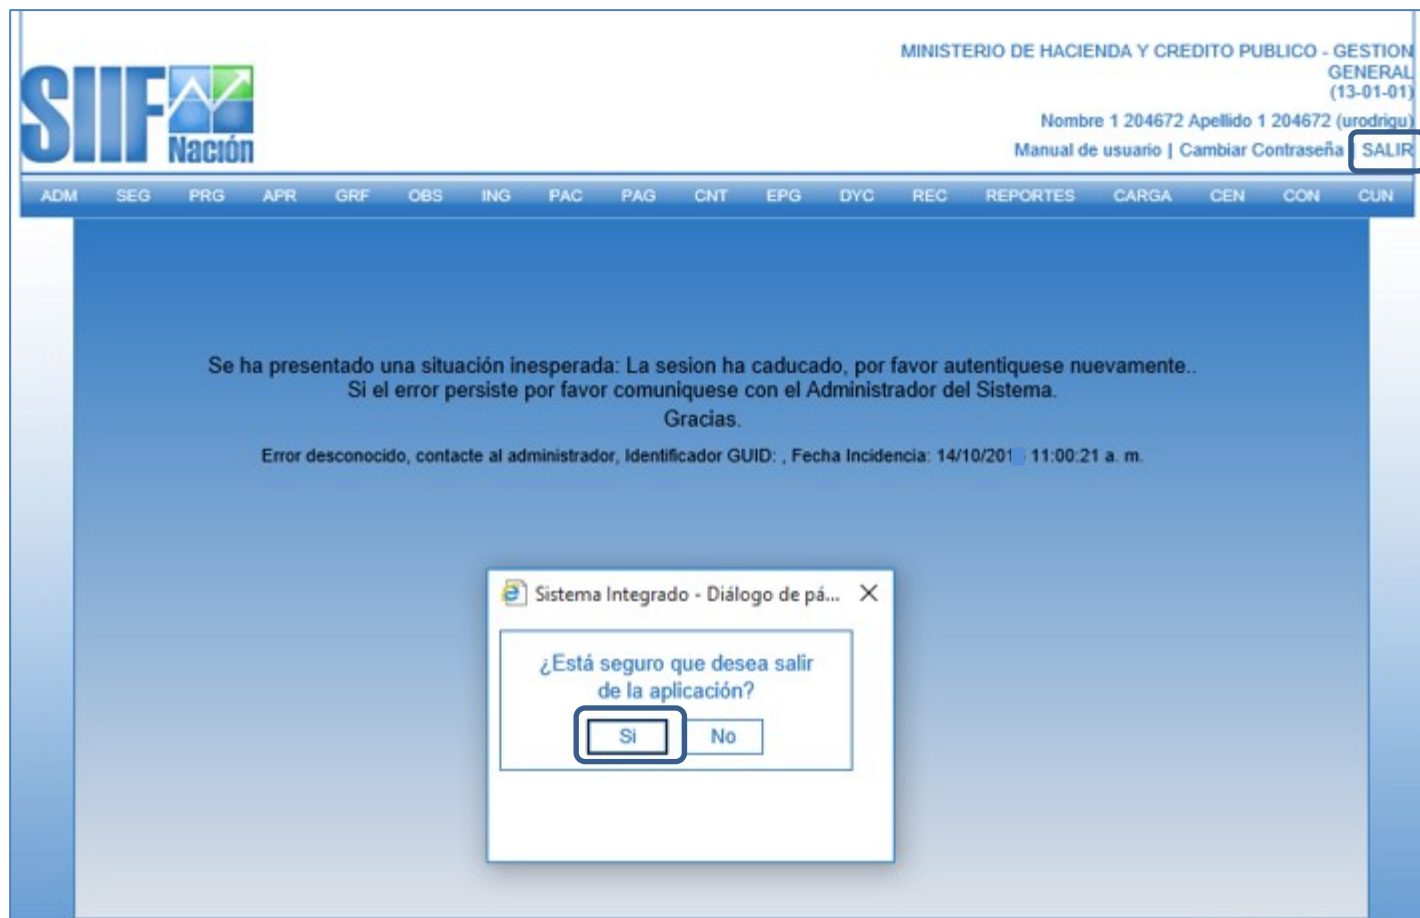 SIIF
Nación
MINISTERIO DE HACIENDA Y CREDITO PUBLICO - GESTION
GENERAL
(13-01-01)
Nombre 1 204672 Apellido 1 204672 (urodrigu)
Manual de usuario | Cambiar Contraseña | SALIR
ADM SEG PRG APR GRF OBS ING PAC PAG CNT EPG DYC REC REPORTES CARGA CEN CON CUN
Se ha presentado una situación inesperada: La sesion ha caducado, por favor autentiquese nuevamente..
Si el error persiste por favor comuniquese con el Administrador del Sistema.
Gracias.
Error desconocido, contacte al administrador, Identificador GUID: , Fecha Incidencia: 14/10/201 11:00:21 a. m.
Sistema Integrado - Diálogo de pá...
¿Está seguro que desea salir
de la aplicación?
Si No